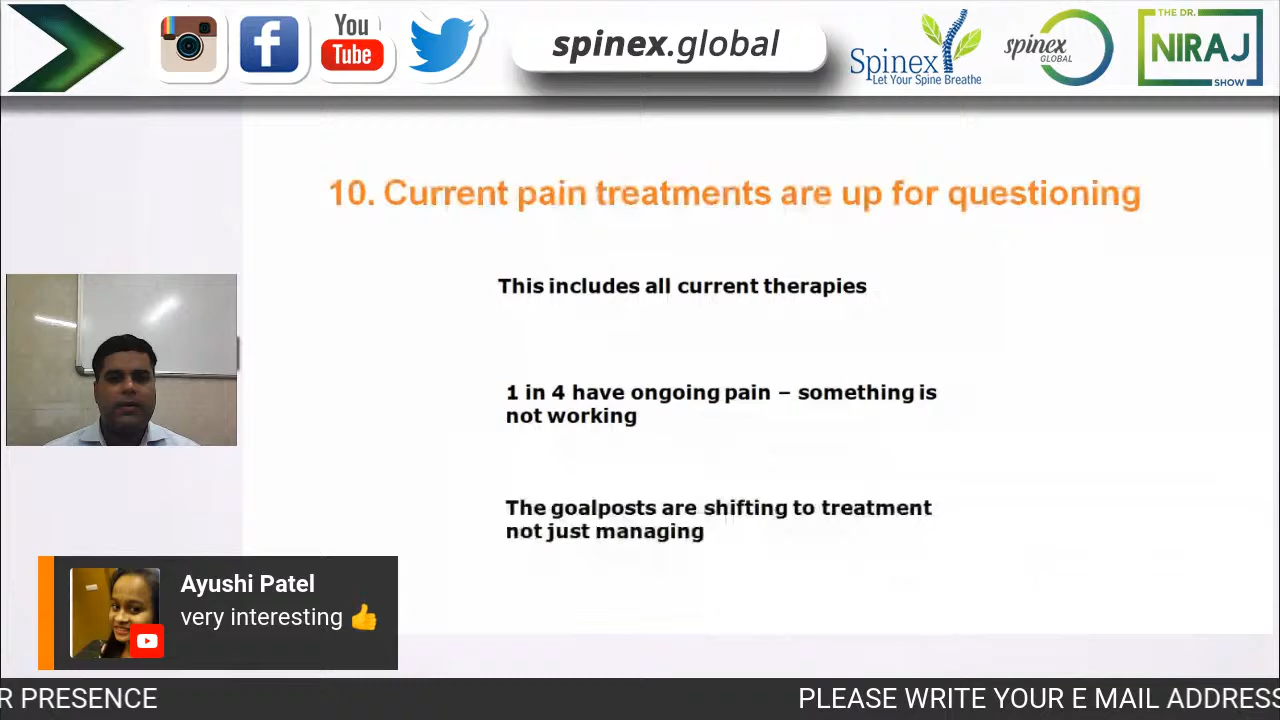 You
Tube
spinex.global
Spinex
Let Your Spine Breathe
spinex
GLOBAL
THE DR.
NIRAJ
SHOW
10. Current pain treatments are up for questioning
This includes all current therapies
1 in 4 have ongoing pain – something is
not working
The goalposts are shifting to treatment
not just managing
Ayushi Patel
very interesting 👍
R PRESENCE
PLEASE WRITE YOUR E MAIL ADDRESS